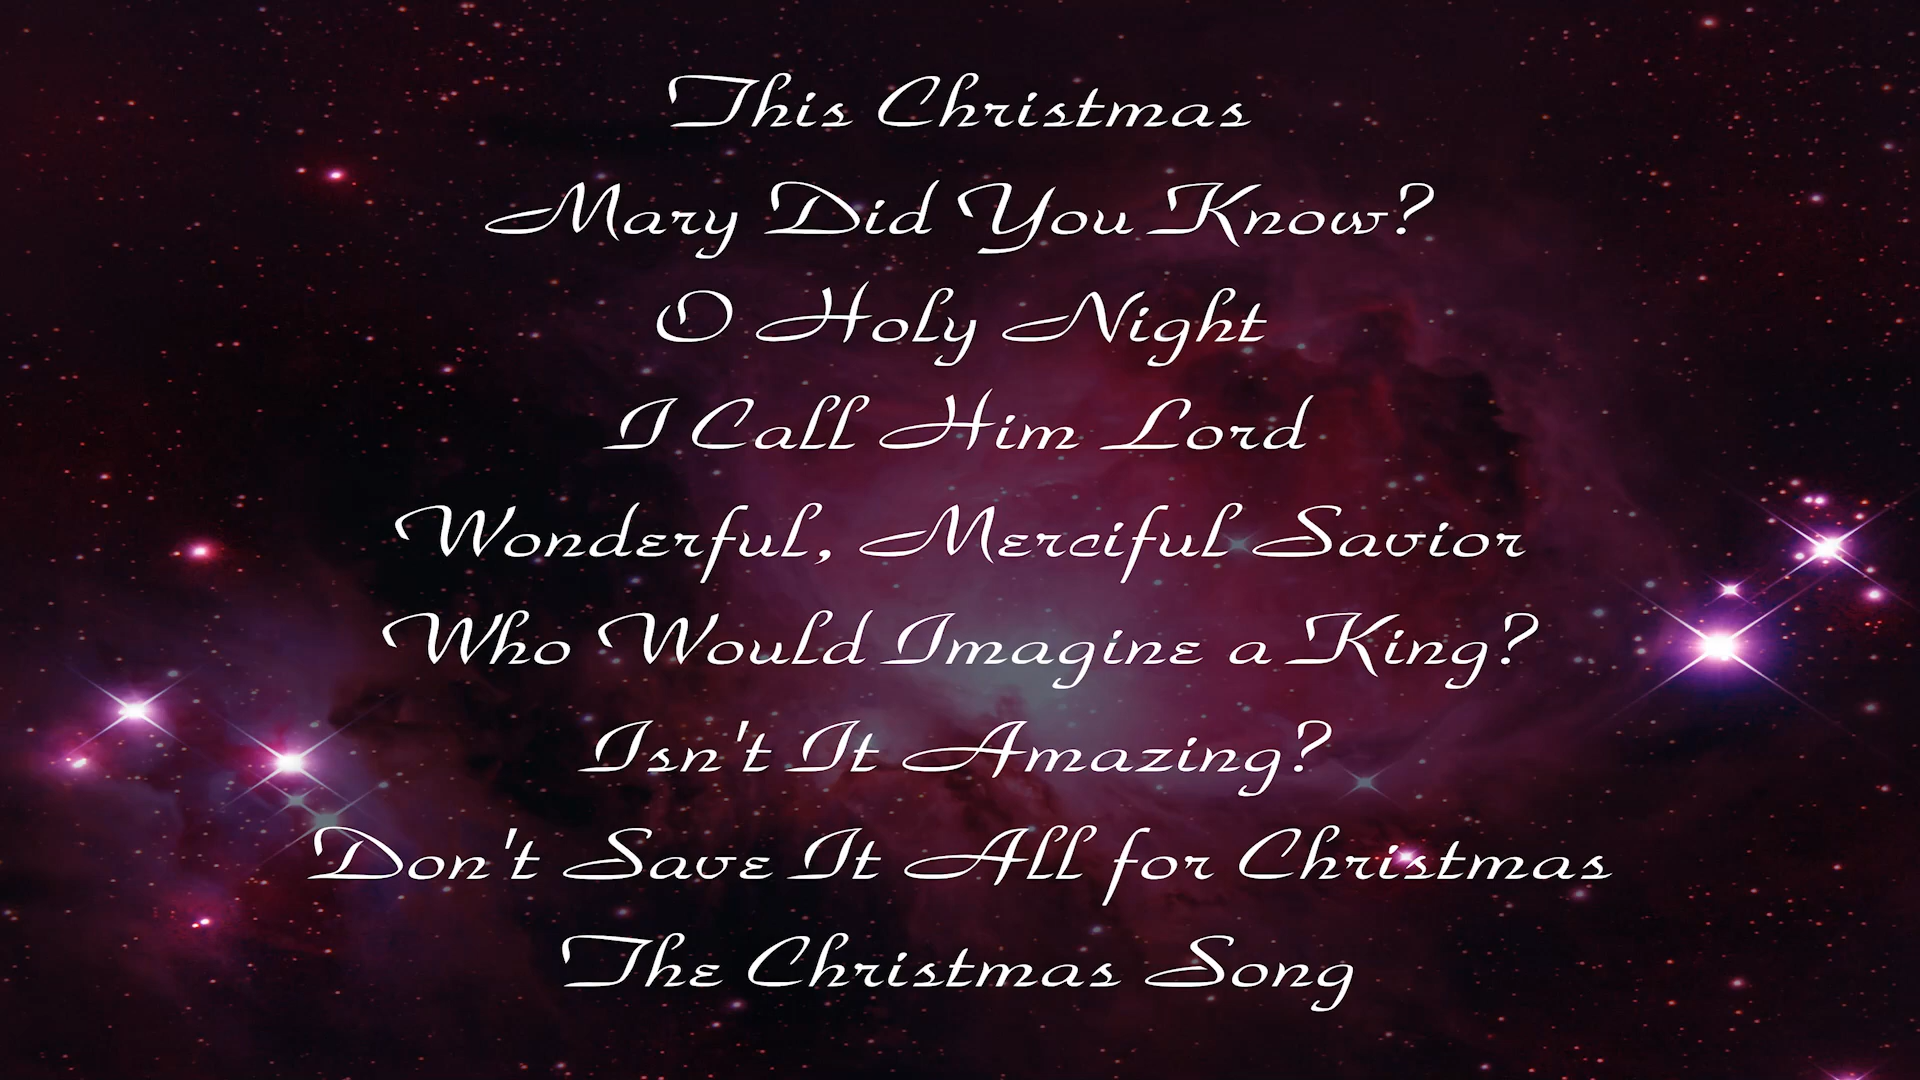 This Christmas
Mary Did You Know?
O Holy Night
I Call Him Lord
Wonderful, Merciful Savior
Who Would Imagine a King?
Isn't It Amazing?
Don't Save It All for Christmas
The Christmas Song